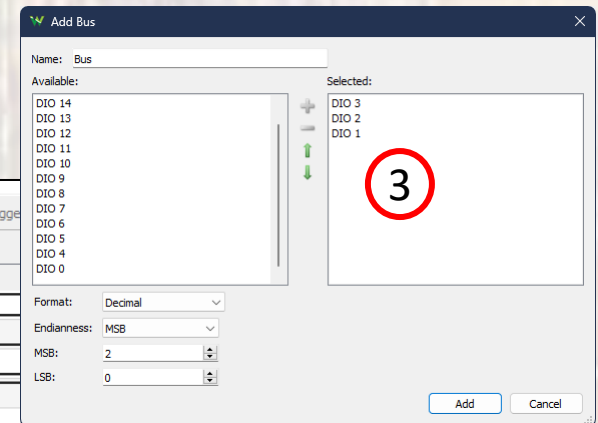 Add Bus
Name: Bus
Available:
DIO 14
DIO 13
DIO 12
DIO 11
DIO 10
DIO 9
DIO 8
DIO 7
DIO 6
DIO 5
DIO 4
DIO 0
Selected:
DIO 3
DIO 2
DIO 1
3
Format: Decimal
Endianness: MSB
MSB: 2
LSB: 0
Add Cancel